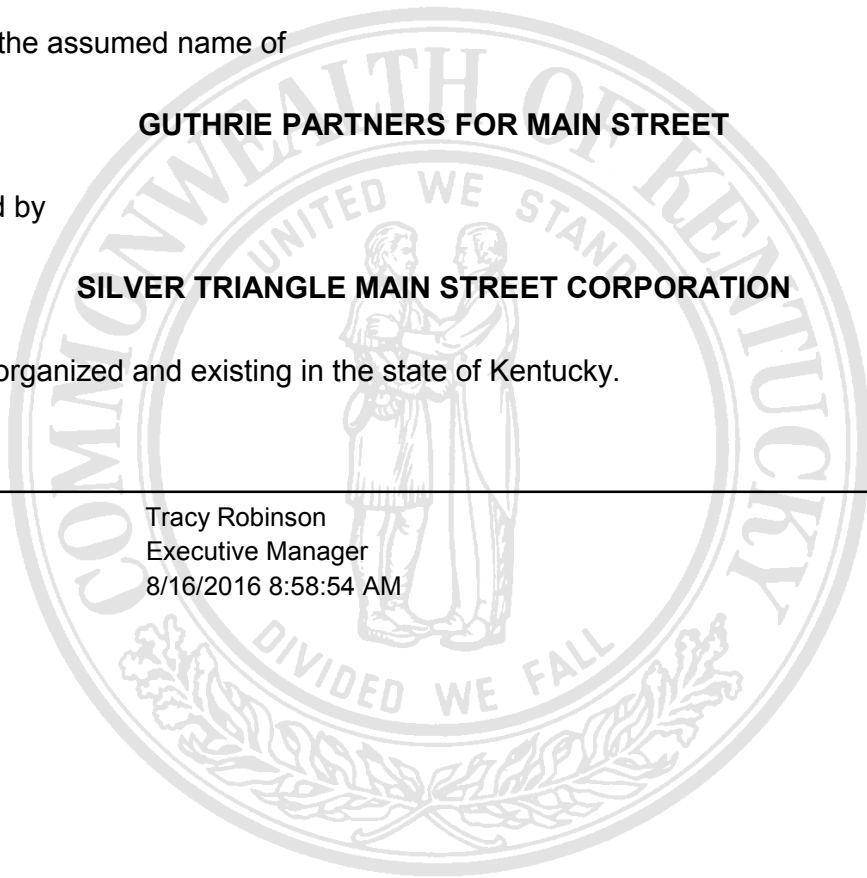 the assumed name of
GUTHRIE PARTNERS FOR MAIN STREET
d by
SILVER TRIANGLE MAIN STREET CORPORATION
organized and existing in the state of Kentucky.
Tracy Robinson
Executive Manager
8/16/2016 8:58:54 AM
COMMONWEALTH OF KENTUCKY
UNITED WE STAND
DIVIDED WE FALL